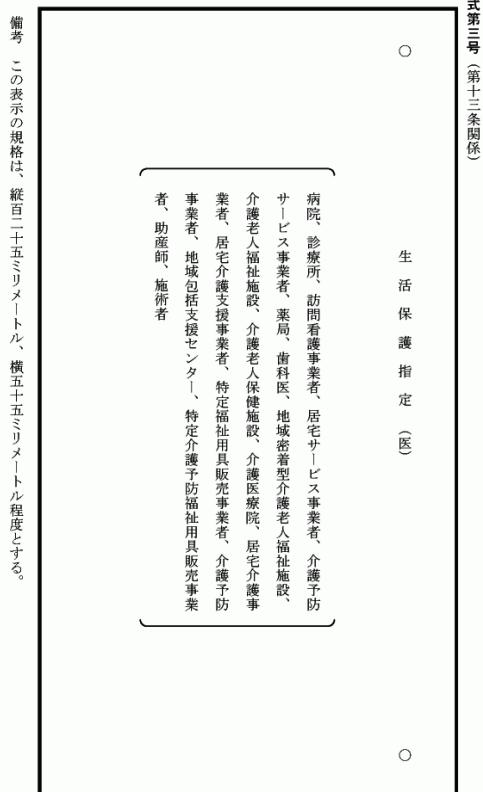 式第三号（第十三条関係）
○　生活保護指定（医）　○
病院、診療所、訪問看護事業者、居宅サービス事業者、介護予防
サービス事業者、薬局、歯科医、地域密着型介護老人福祉施設、
介護老人福祉施設、介護老人保健施設、介護医療院、居宅介護事
業者、居宅介護支援事業者、特定福祉用具販売事業者、介護予防
事業者、地域包括支援センター、特定介護予防福祉用具販売事業
者、助産師、施術者
備考　この表示の規格は、縦百二十五ミリメートル、横五十五ミリメートル程度とする。